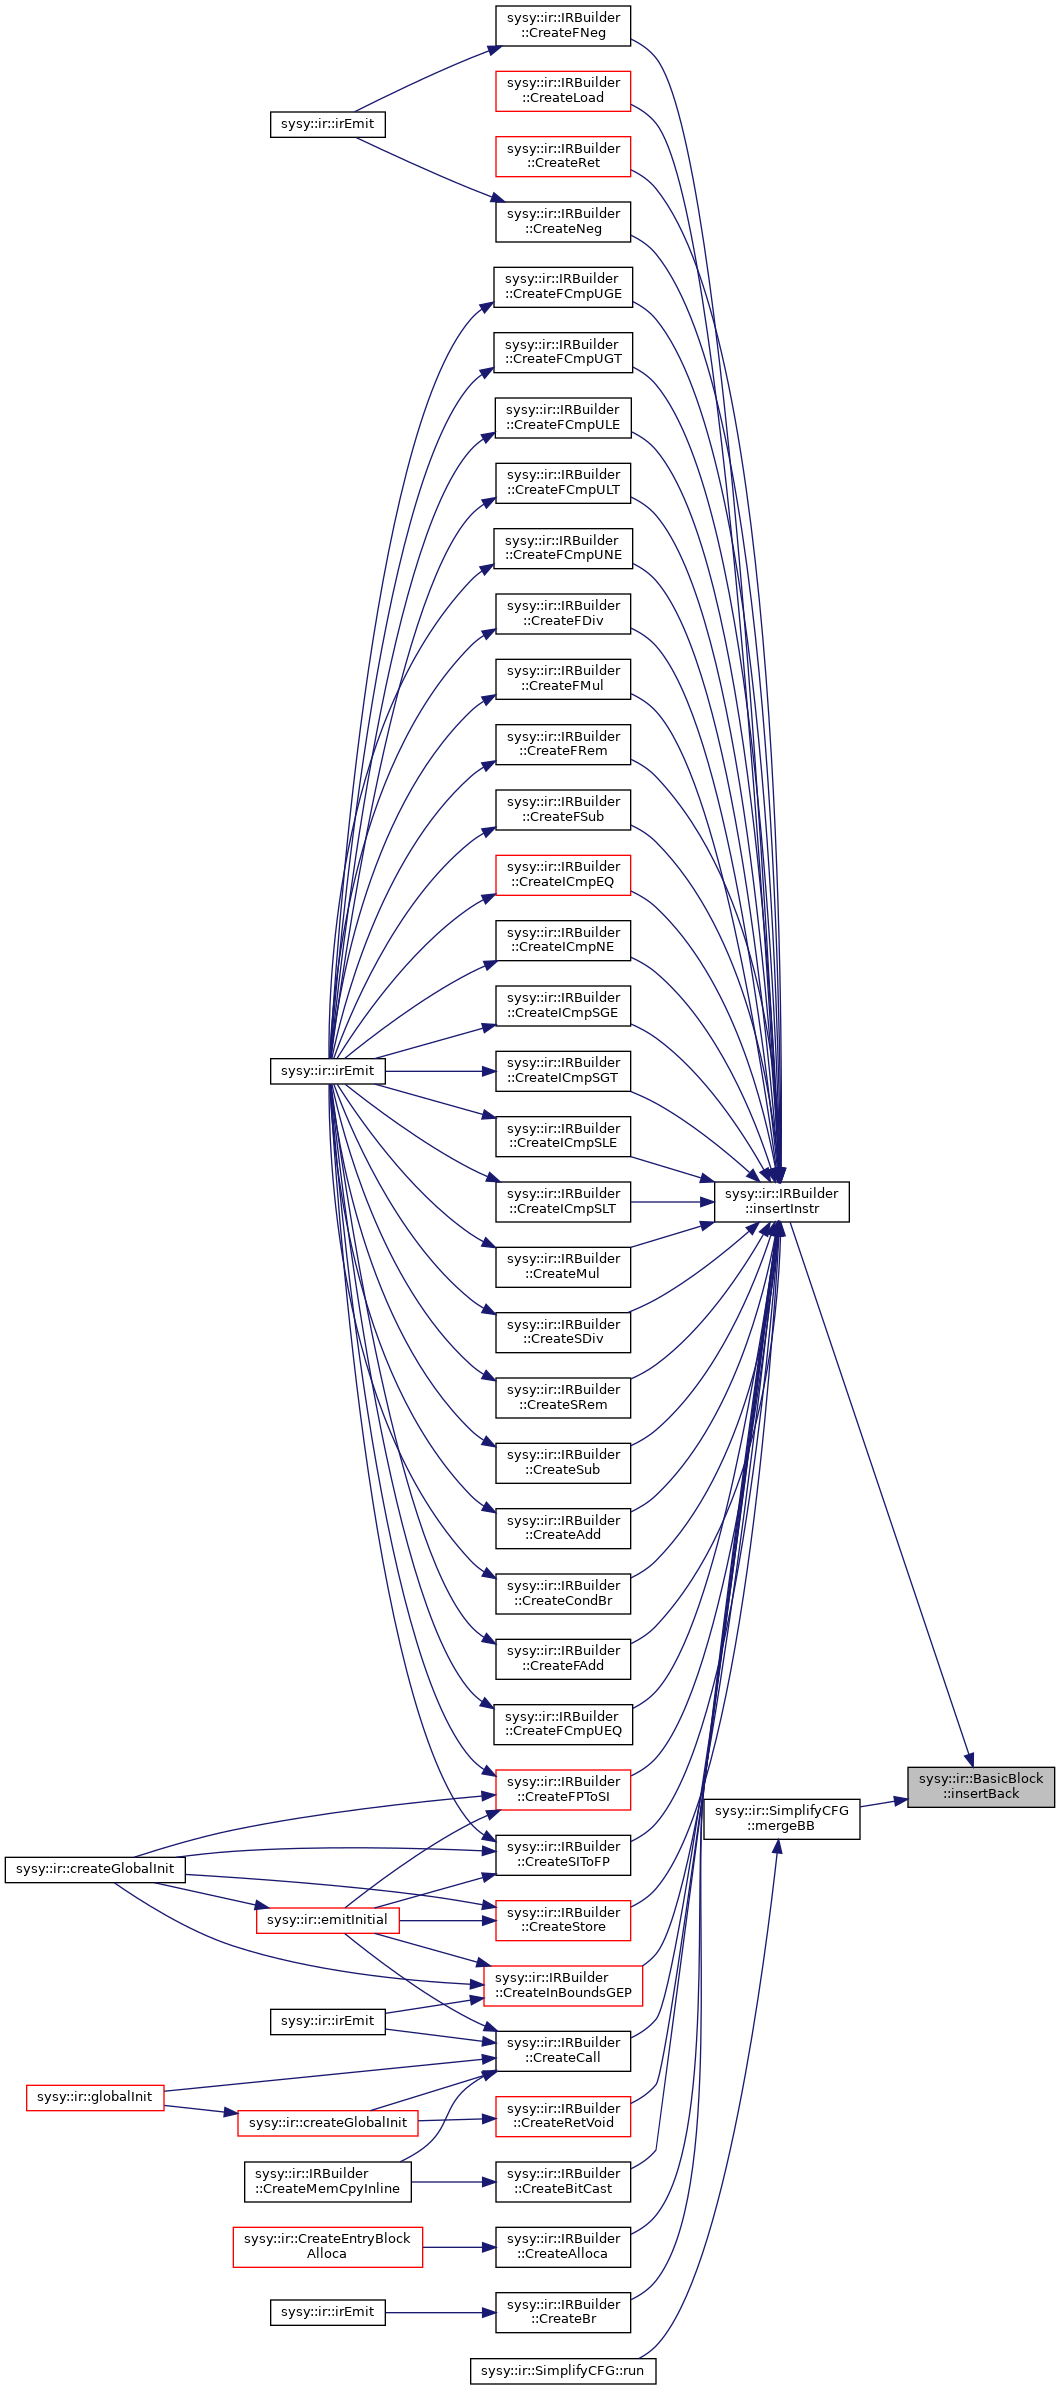 sysy::ir::IRBuilder
::CreateFNeg
sysy::ir::IRBuilder
::CreateLoad
sysy::ir::irEmit
sysy::ir::IRBuilder
::CreateRet
sysy::ir::IRBuilder
::CreateNeg
sysy::ir::IRBuilder
::CreateFCmpUGE
sysy::ir::IRBuilder
::CreateFCmpUGT
sysy::ir::IRBuilder
::CreateFCmpULE
sysy::ir::IRBuilder
::CreateFCmpULT
sysy::ir::IRBuilder
::CreateFCmpUNE
sysy::ir::IRBuilder
::CreateFDiv
sysy::ir::IRBuilder
::CreateFMul
sysy::ir::IRBuilder
::CreateFRem
sysy::ir::IRBuilder
::CreateFSub
sysy::ir::IRBuilder
::CreateICmpEQ
sysy::ir::IRBuilder
::CreateICmpNE
sysy::ir::IRBuilder
::CreateICmpSGE
sysy::ir::irEmit
sysy::ir::IRBuilder
::CreateICmpSGT
sysy::ir::IRBuilder
::CreateICmpSLE
sysy::ir::IRBuilder
::CreateICmpSLT
sysy::ir::IRBuilder
::insertInstr
sysy::ir::IRBuilder
::CreateMul
sysy::ir::IRBuilder
::CreateSDiv
sysy::ir::IRBuilder
::CreateSRem
sysy::ir::IRBuilder
::CreateSub
sysy::ir::IRBuilder
::CreateAdd
sysy::ir::IRBuilder
::CreateCondBr
sysy::ir::IRBuilder
::CreateFAdd
sysy::ir::IRBuilder
::CreateFCmpUEQ
sysy::ir::IRBuilder
::CreateFPToSI
sysy::ir::BasicBlock
::insertBack
sysy::ir::SimplifyCFG
::mergeBB
sysy::ir::IRBuilder
::CreateSIToFP
sysy::ir::createGlobalInit
sysy::ir::IRBuilder
::CreateStore
sysy::ir::emitInitial
sysy::ir::IRBuilder
::CreateInBoundsGEP
sysy::ir::irEmit
sysy::ir::IRBuilder
::CreateCall
sysy::ir::globalInit
sysy::ir::createGlobalInit
sysy::ir::IRBuilder
::CreateRetVoid
sysy::ir::IRBuilder
::CreateMemCpyInline
sysy::ir::IRBuilder
::CreateBitCast
sysy::ir::CreateEntryBlock
Alloca
sysy::ir::IRBuilder
::CreateAlloca
sysy::ir::irEmit
sysy::ir::IRBuilder
::CreateBr
sysy::ir::SimplifyCFG::run